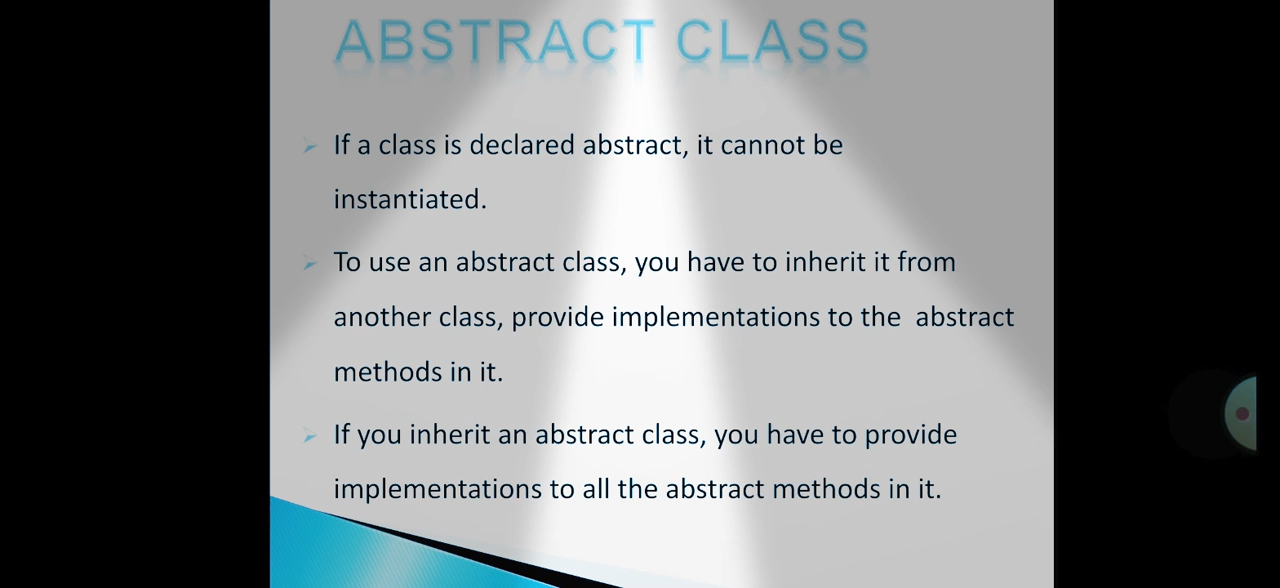 ABSTRACT CLASS
If a class is declared abstract, it cannot be
instantiated.
To use an abstract class, you have to inherit it from
another class, provide implementations to the  abstract
methods in it.
If you inherit an abstract class, you have to provide
implementations to all the abstract methods in it.